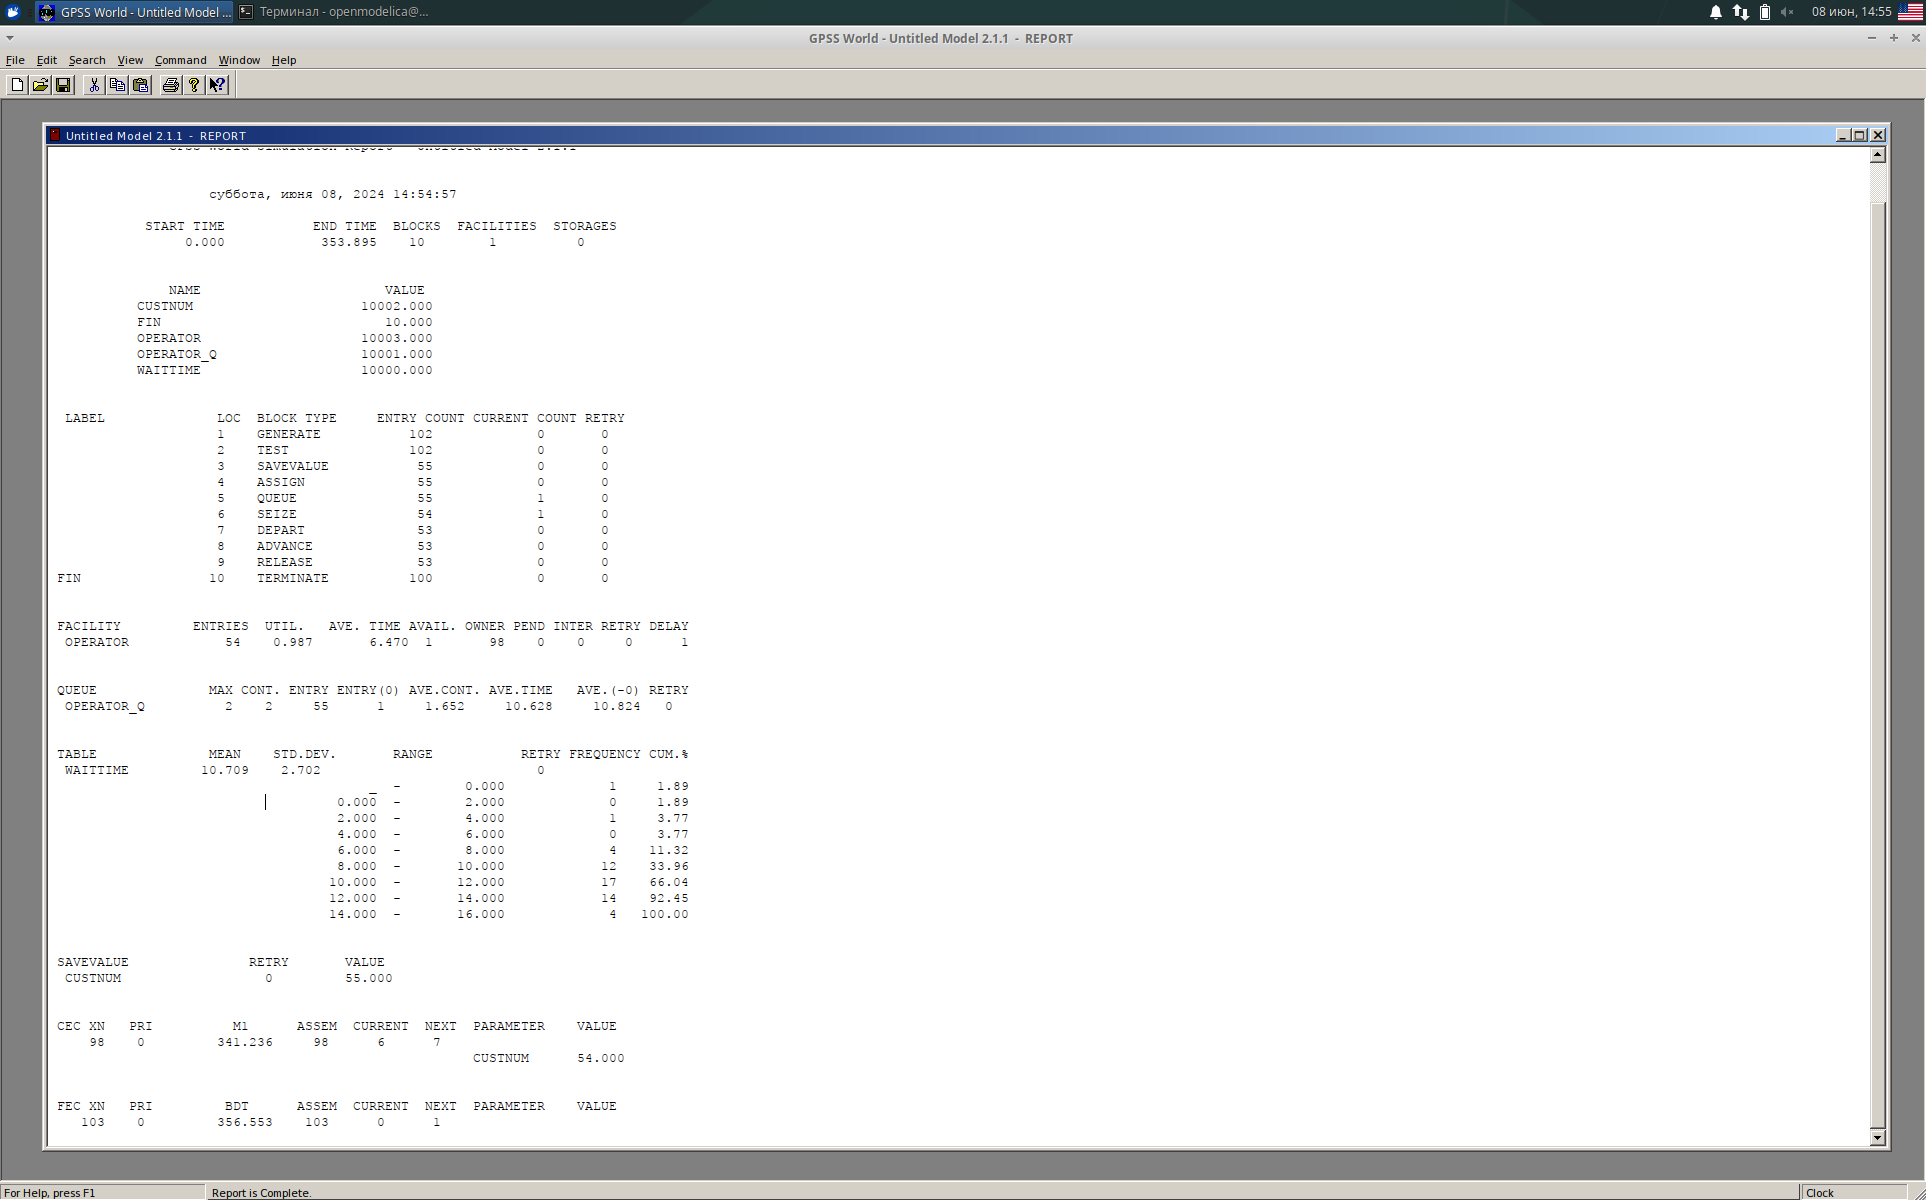 GPSS World - Untitled Model ... Терминал - openmodelica@... 08 июн, 14:55
GPSS World - Untitled Model 2.1.1 - REPORT
File Edit Search View Command Window Help
Untitled Model 2.1.1 - REPORT
GPSS World Simulation Report - Untitled Model 2.1.1
суббота, июня 08, 2024 14:54:57
START TIME END TIME BLOCKS FACILITIES STORAGES
0.000 353.895 10 1 0
NAME VALUE
CUSTNUM 10002.000
FIN 10.000
OPERATOR 10003.000
OPERATOR_Q 10001.000
WAITTIME 10000.000
LABEL LOC BLOCK TYPE ENTRY COUNT CURRENT COUNT RETRY
1 GENERATE 102 0 0
2 TEST 102 0 0
3 SAVEVALUE 55 0 0
4 ASSIGN 55 0 0
5 QUEUE 55 1 0
6 SEIZE 54 1 0
7 DEPART 53 0 0
8 ADVANCE 53 0 0
9 RELEASE 53 0 0
FIN 10 TERMINATE 100 0 0
FACILITY ENTRIES UTIL. AVE. TIME AVAIL. OWNER PEND INTER RETRY DELAY
OPERATOR 54 0.987 6.470 1 98 0 0 0 1
QUEUE MAX CONT. ENTRY ENTRY(0) AVE.CONT. AVE.TIME AVE.(-0) RETRY
OPERATOR_Q 2 2 55 1 1.652 10.628 10.824 0
TABLE MEAN STD.DEV. RANGE RETRY FREQUENCY CUM.%
WAITTIME 10.709 2.702 0
_ - 0.000 1 1.89
0.000 - 2.000 0 1.89
2.000 - 4.000 1 3.77
4.000 - 6.000 0 3.77
6.000 - 8.000 4 11.32
8.000 - 10.000 12 33.96
10.000 - 12.000 17 66.04
12.000 - 14.000 14 92.45
14.000 - 16.000 4 100.00
SAVEVALUE RETRY VALUE
CUSTNUM 0 55.000
CEC XN PRI M1 ASSEM CURRENT NEXT PARAMETER VALUE
98 0 341.236 98 6 7
CUSTNUM 54.000
FEC XN PRI BDT ASSEM CURRENT NEXT PARAMETER VALUE
103 0 356.553 103 0 1
For Help, press F1 Report is Complete. Clock